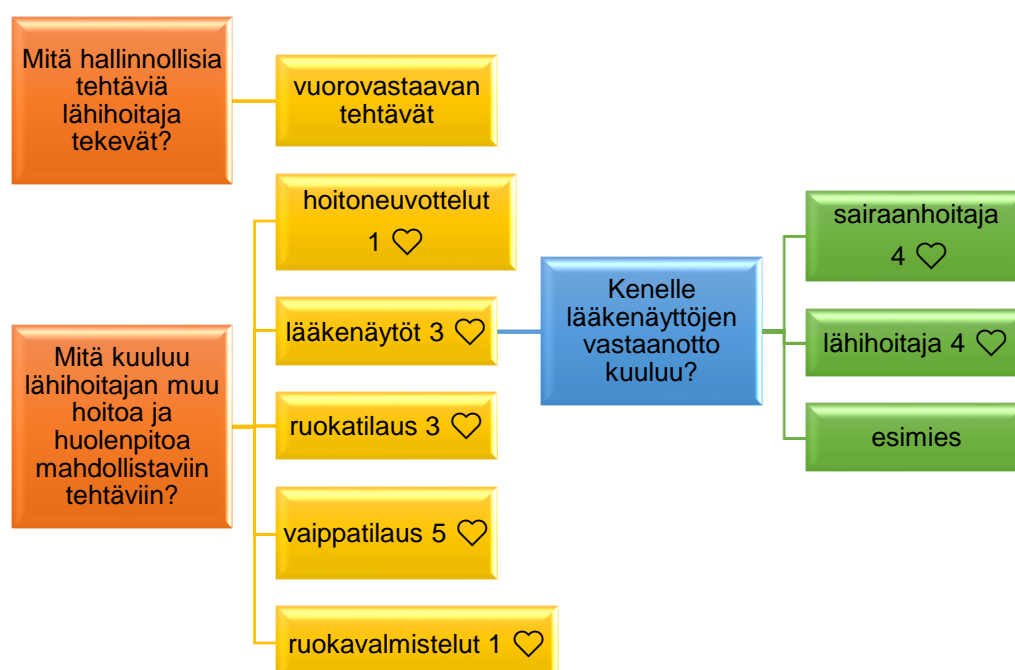 Mitä hallinnollisia
tehtäviä
lähihoitaja
tekevät?
vuorovastaavan
tehtävät
Mitä kuuluu
lähihoitajan muu
hoitoa ja
huolenpitoa
mahdollistaviin
tehtäviin?
hoitoneuvottelut
1 ♡
lääkenäytöt 3 ♡
ruokatilaus 3 ♡
vaippatilaus 5 ♡
ruokavalmistelut 1 ♡
Kenelle
lääkenäyttöjen
vastaanotto
kuuluu?
sairaanhoitaja
4 ♡
lähihoitaja 4 ♡
esimies